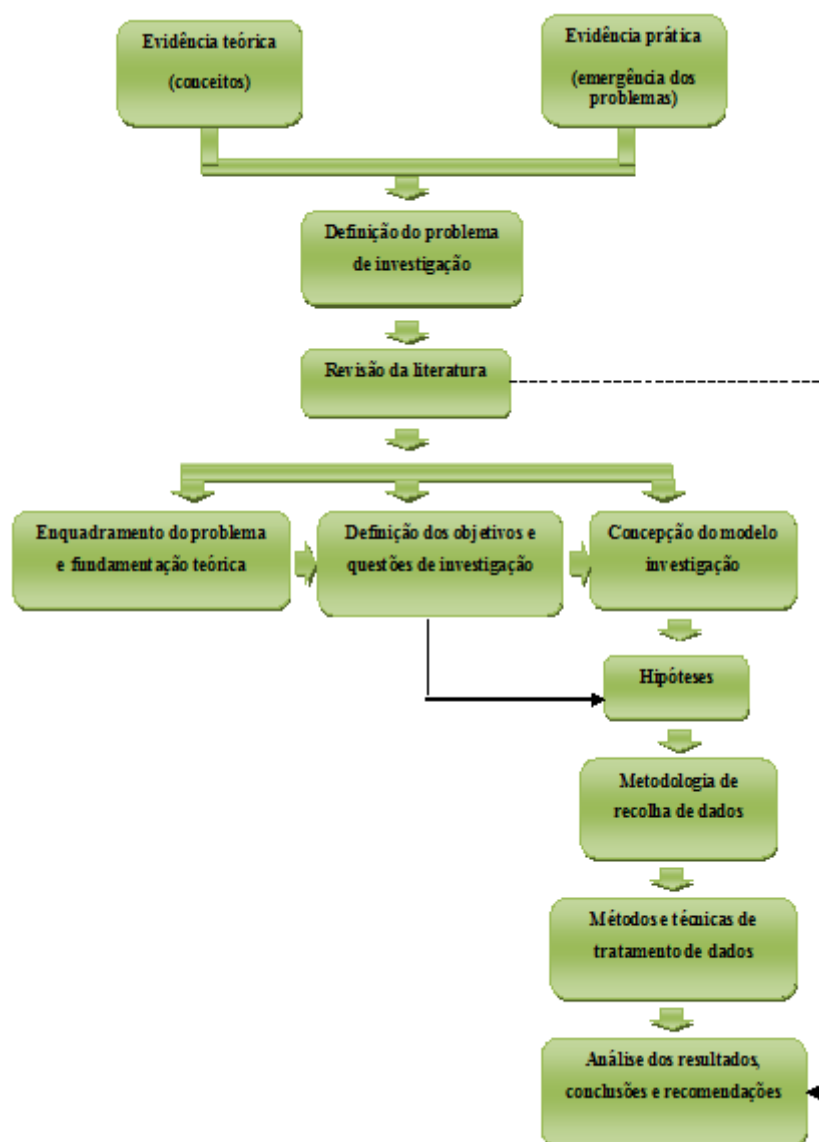 Evidência teórica
(conceitos)
Evidência prática
(emergência dos
problemas)
Definição do problema
de investigação
Revisão da literatura
Enquadramento do problema
e fundamentação teórica
Definição dos objetivos e
questões de investigação
Concepção do modelo
investigação
Hipóteses
Metodologia de
recolha de dados
Métodos e técnicas de
tratamento de dados
Análise dos resultados,
conclusões e recomendações